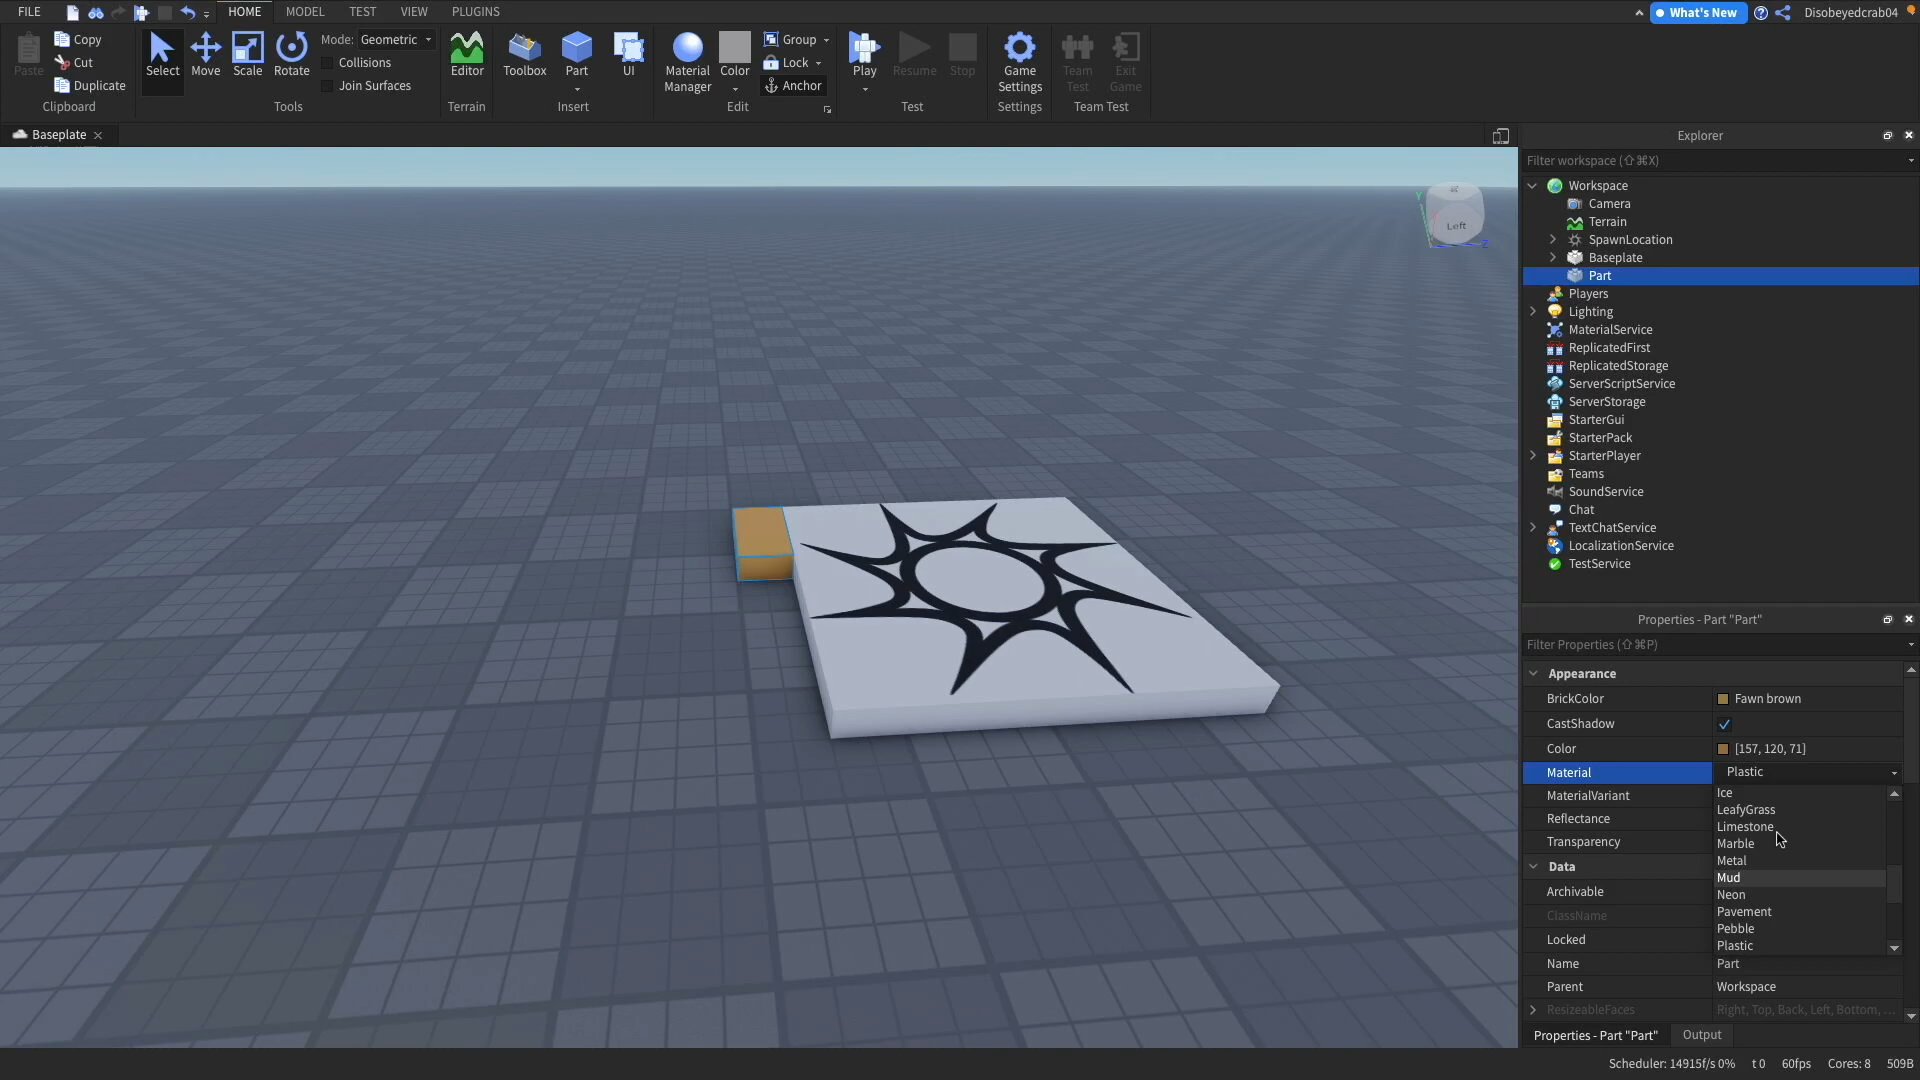 FILE
HOME
MODEL
TEST
VIEW
PLUGINS
What's New
Disobeyedcrab04
Paste
Copy
Cut
Duplicate
Clipboard
Select
Move
Scale
Rotate
Mode: Geometric
Collisions
Join Surfaces
Tools
Editor
Terrain
Toolbox
Part
UI
Insert
Material
Manager
Color
Group
Lock
Anchor
Edit
Play
Resume
Stop
Test
Game
Settings
Settings
Team
Test
Exit
Game
Team Test
Baseplate
Left
Y
Z
Explorer
Filter workspace (⇧⌘X)
Workspace
Camera
Terrain
SpawnLocation
Baseplate
Part
Players
Lighting
MaterialService
ReplicatedFirst
ReplicatedStorage
ServerScriptService
ServerStorage
StarterGui
StarterPack
StarterPlayer
Teams
SoundService
Chat
TextChatService
LocalizationService
TestService
Properties - Part "Part"
Filter Properties (⇧⌘P)
Appearance
BrickColor Fawn brown
CastShadow
Color [157, 120, 71]
Material Plastic
MaterialVariant
Reflectance
Transparency
Ice
LeafyGrass
Limestone
Marble
Metal
Mud
Neon
Pavement
Pebble
Plastic
Data
Archivable
ClassName
Locked
Name Part
Parent Workspace
ResizeableFaces Right, Top, Back, Left, Bottom, ...
Properties - Part "Part"
Output
Scheduler: 14915f/s 0% t 0 60fps Cores: 8 509B